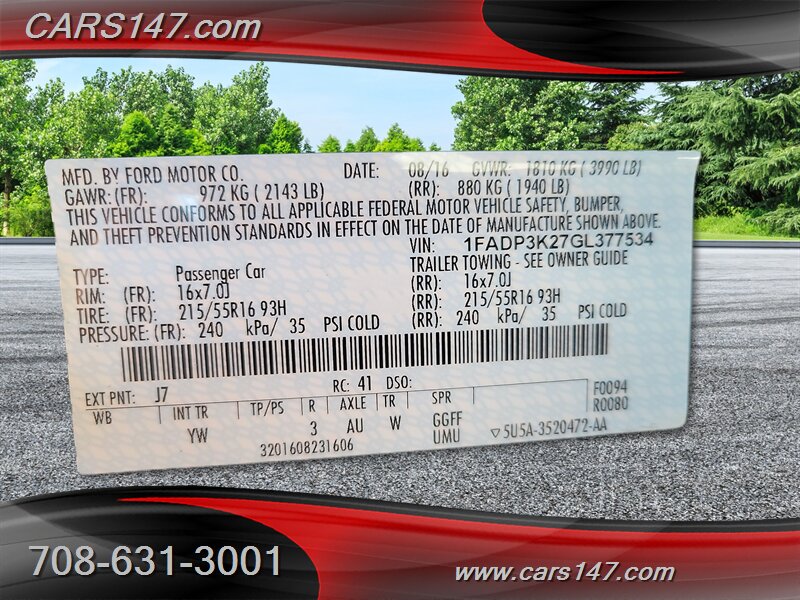 CARS147.com
MFD. BY FORD MOTOR CO. DATE: 08/16 GVWR: 1810 KG ( 3990 LB)
GAWR: (FR): 972 KG ( 2143 LB) (RR): 880 KG ( 1940 LB)
THIS VEHICLE CONFORMS TO ALL APPLICABLE FEDERAL MOTOR VEHICLE SAFETY, BUMPER,
AND THEFT PREVENTION STANDARDS IN EFFECT ON THE DATE OF MANUFACTURE SHOWN ABOVE.
VIN: 1FADP3K27GL377534
TYPE: Passenger Car TRAILER TOWING - SEE OWNER GUIDE
RIM: (FR): 16x7.0J (RR): 16x7.0J
TIRE: (FR): 215/55R16 93H (RR): 215/55R16 93H
PRESSURE: (FR): 240 kPa/ 35 PSI COLD (RR): 240 kPa/ 35 PSI COLD
EXT PNT: J7 RC: 41 DSO: F0094
WB INT TR TP/PS R AXLE TR SPR R0080
YW 3 AU W GGFF
3201608231606 UMU ▽5U5A-3520472-AA
708-631-3001
www.cars147.com